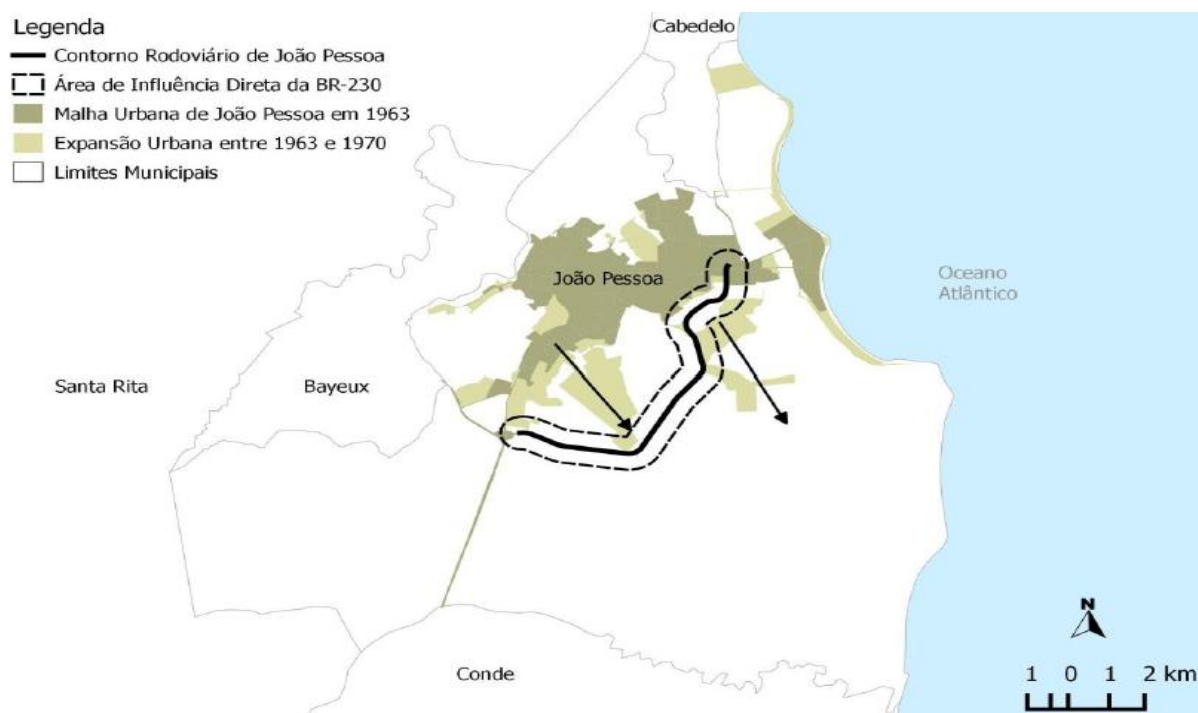 Legenda
Contorno Rodoviário de João Pessoa
Área de Influência Direta da BR-230
Malha Urbana de João Pessoa em 1963
Expansão Urbana entre 1963 e 1970
Limites Municipais
Cabedelo
João Pessoa
Oceano
Atlântico
Santa Rita
Bayeux
Conde
N
1 0 1 2 km